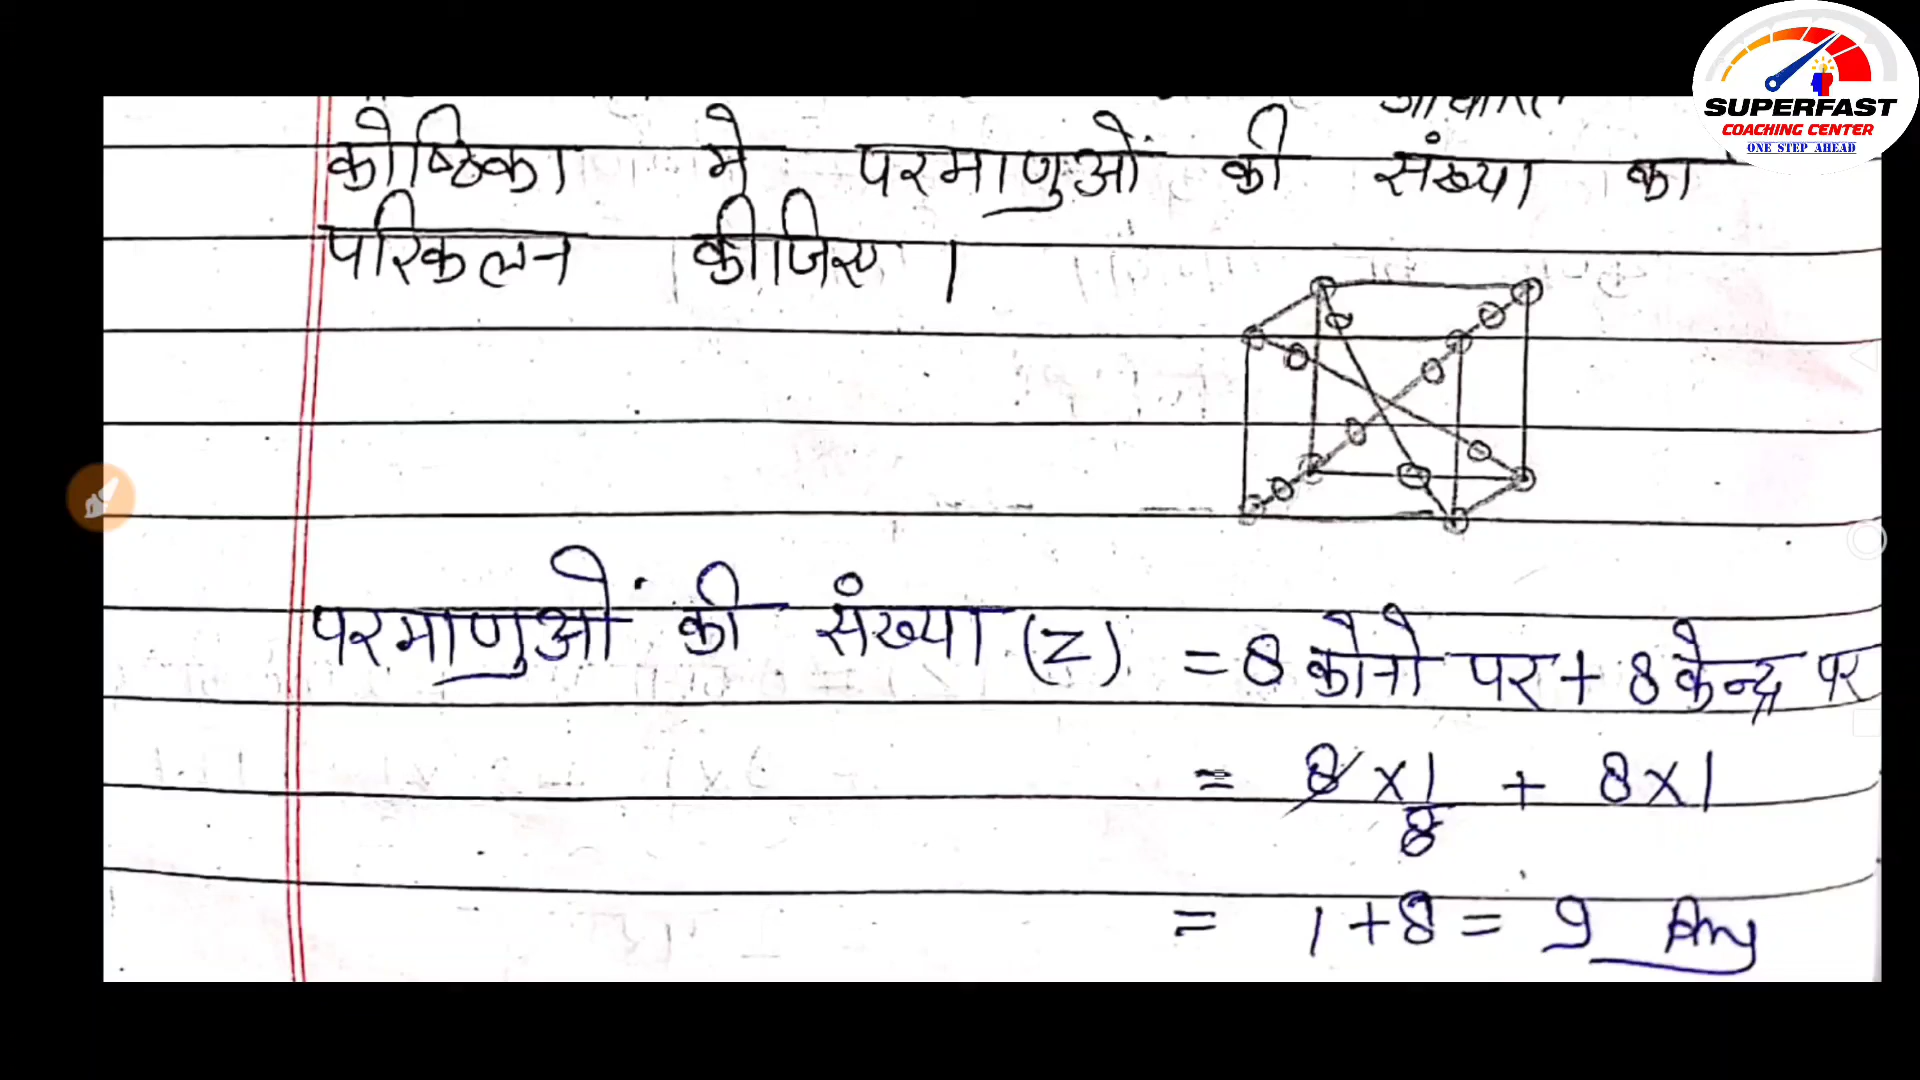 SUPERFAST
COACHING CENTER
ONE STEP AHEAD
कोष्ठिका मे परमाणुओं की संख्या का
परिकलन कीजिए ।
परमाणुओं की संख्या (Z) = 8 कोनो पर + 8 केन्द्र पर
= 8 × 1/8 + 8 × 1
= 1 + 8 = 9 Ans